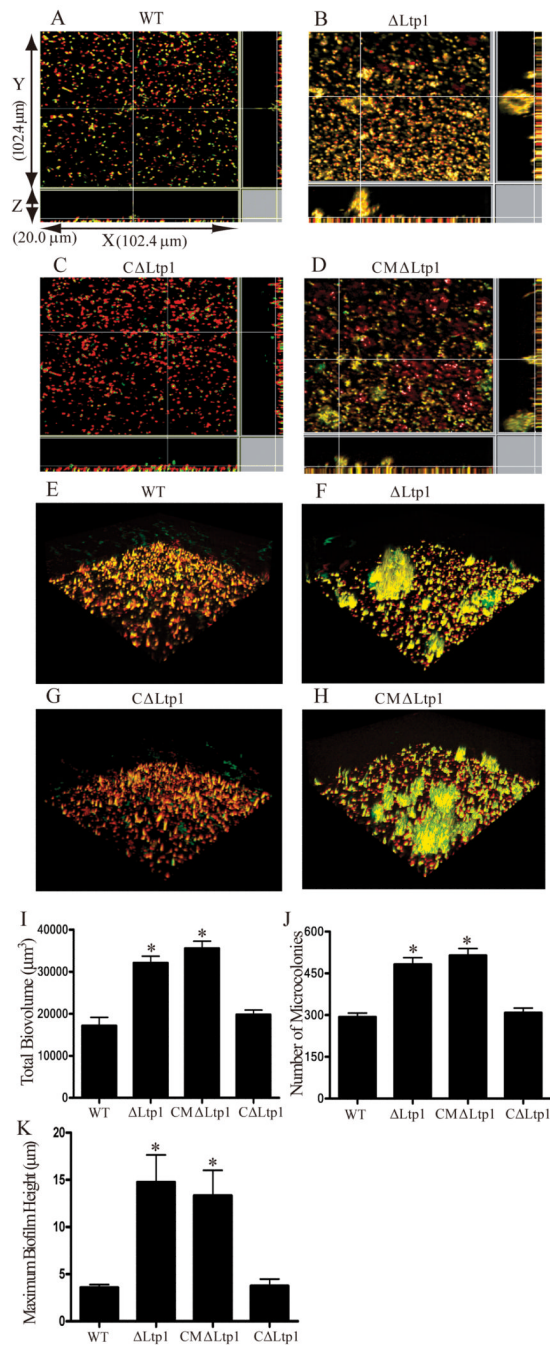 A WT
B ΔLtp1
Y
(1024 μm)
Z
(20.0 μm)
X (102.4 μm)
C CΔLtp1
D CMΔLtp1
E WT
F ΔLtp1
G CΔLtp1
H CMΔLtp1
I
Total Biovolume (μm³)
40000
30000
20000
10000
0
* *
WT ΔLtp1 CMΔLtp1 CΔLtp1
J
Number of Microcolonies
600
450
300
150
0
* *
WT ΔLtp1 CMΔLtp1 CΔLtp1
K
Maximum Biofilm Height (μm)
20
15
10
5
0
* *
WT ΔLtp1 CMΔLtp1 CΔLtp1